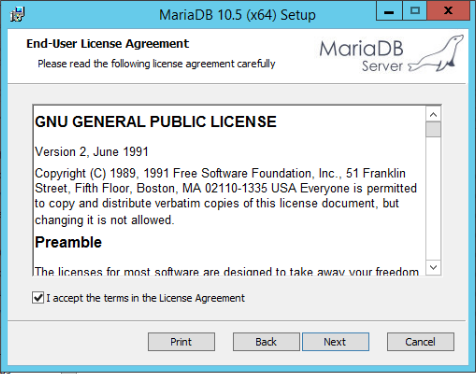 MariaDB 10.5 (x64) Setup
End-User License Agreement
Please read the following license agreement carefully
MariaDB
Server
GNU GENERAL PUBLIC LICENSE
Version 2, June 1991
Copyright (C) 1989, 1991 Free Software Foundation, Inc., 51 Franklin
Street, Fifth Floor, Boston, MA 02110-1335 USA Everyone is permitted
to copy and distribute verbatim copies of this license document, but
changing it is not allowed.
Preamble
The licenses for most software are designed to take away your freedom
I accept the terms in the License Agreement
Print
Back
Next
Cancel